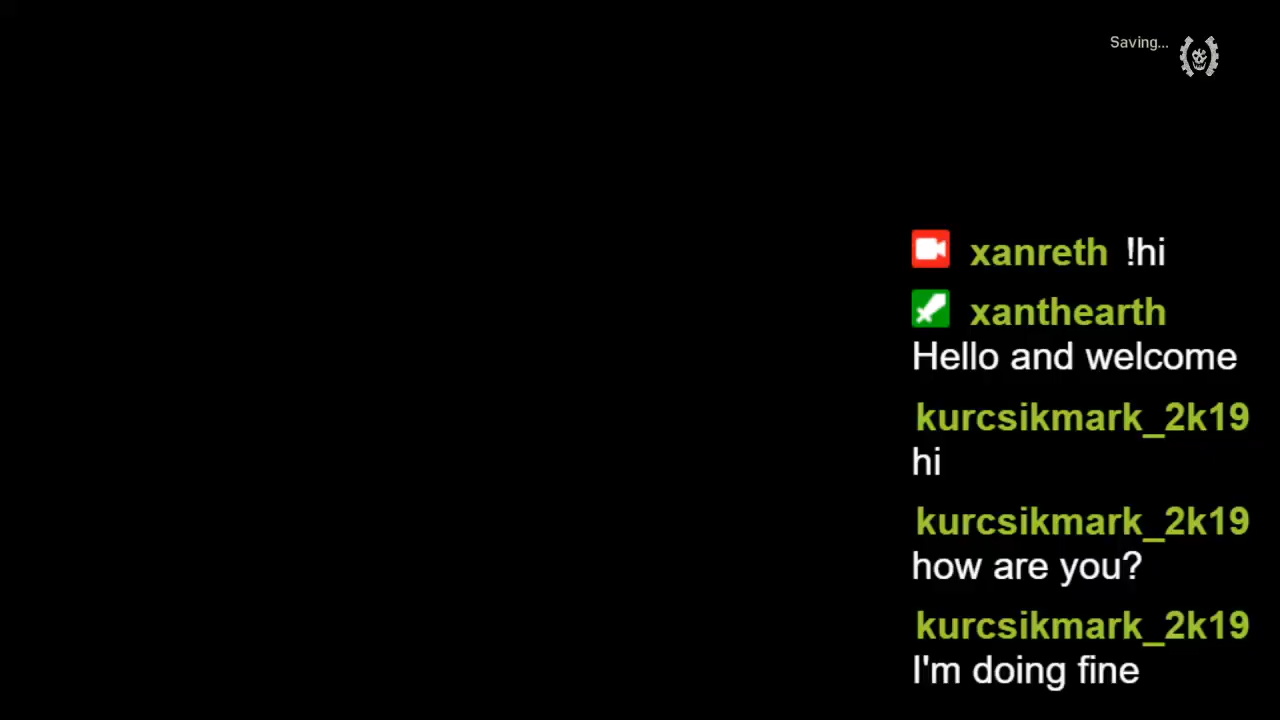 Saving...
xanreth !hi
xanthearth
Hello and welcome
kurcsikmark_2k19
hi
kurcsikmark_2k19
how are you?
kurcsikmark_2k19
I'm doing fine